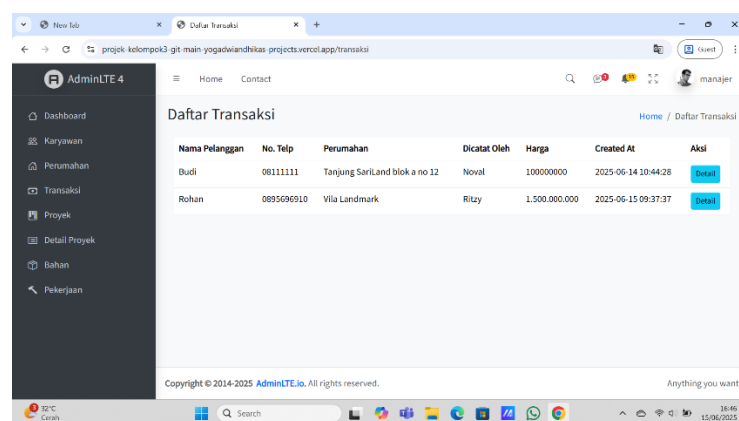 New Tab
Daftar Transaksi
projek-kelompok3-git-main-yogadwiandhikas-projects.vercel.app/transaksi
Guest
AdminLTE 4
Home Contact
manajer
Dashboard
Karyawan
Perumahan
Transaksi
Proyek
Detail Proyek
Bahan
Pekerjaan
Daftar Transaksi
Home / Daftar Transaksi
Nama Pelanggan No. Telp Perumahan Dicatat Oleh Harga Created At Aksi
Budi 08111111 Tanjung SariLand blok a no 12 Noval 100000000 2025-06-14 10:44:28 Detail
Rohan 0895696910 Vila Landmark Ritzy 1.500.000.000 2025-06-15 09:37:37 Detail
Copyright © 2014-2025 AdminLTE.io. All rights reserved.
Anything you want
32°C
Cerah
Search
16:46
15/06/2025